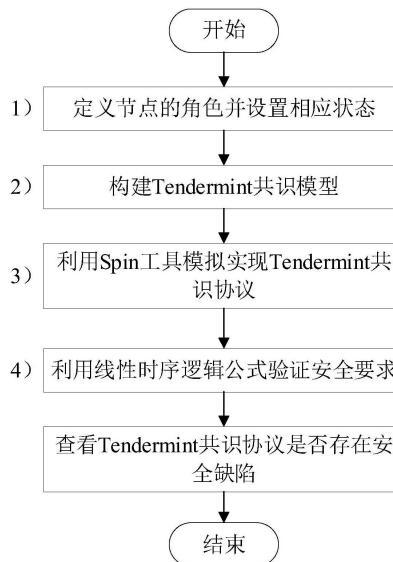 开始
1） 定义节点的角色并设置相应状态
2） 构建Tendermint共识模型
3） 利用Spin工具模拟实现Tendermint共
识协议
4） 利用线性时序逻辑公式验证安全要求
查看Tendermint共识协议是否存在安
全缺陷
结束